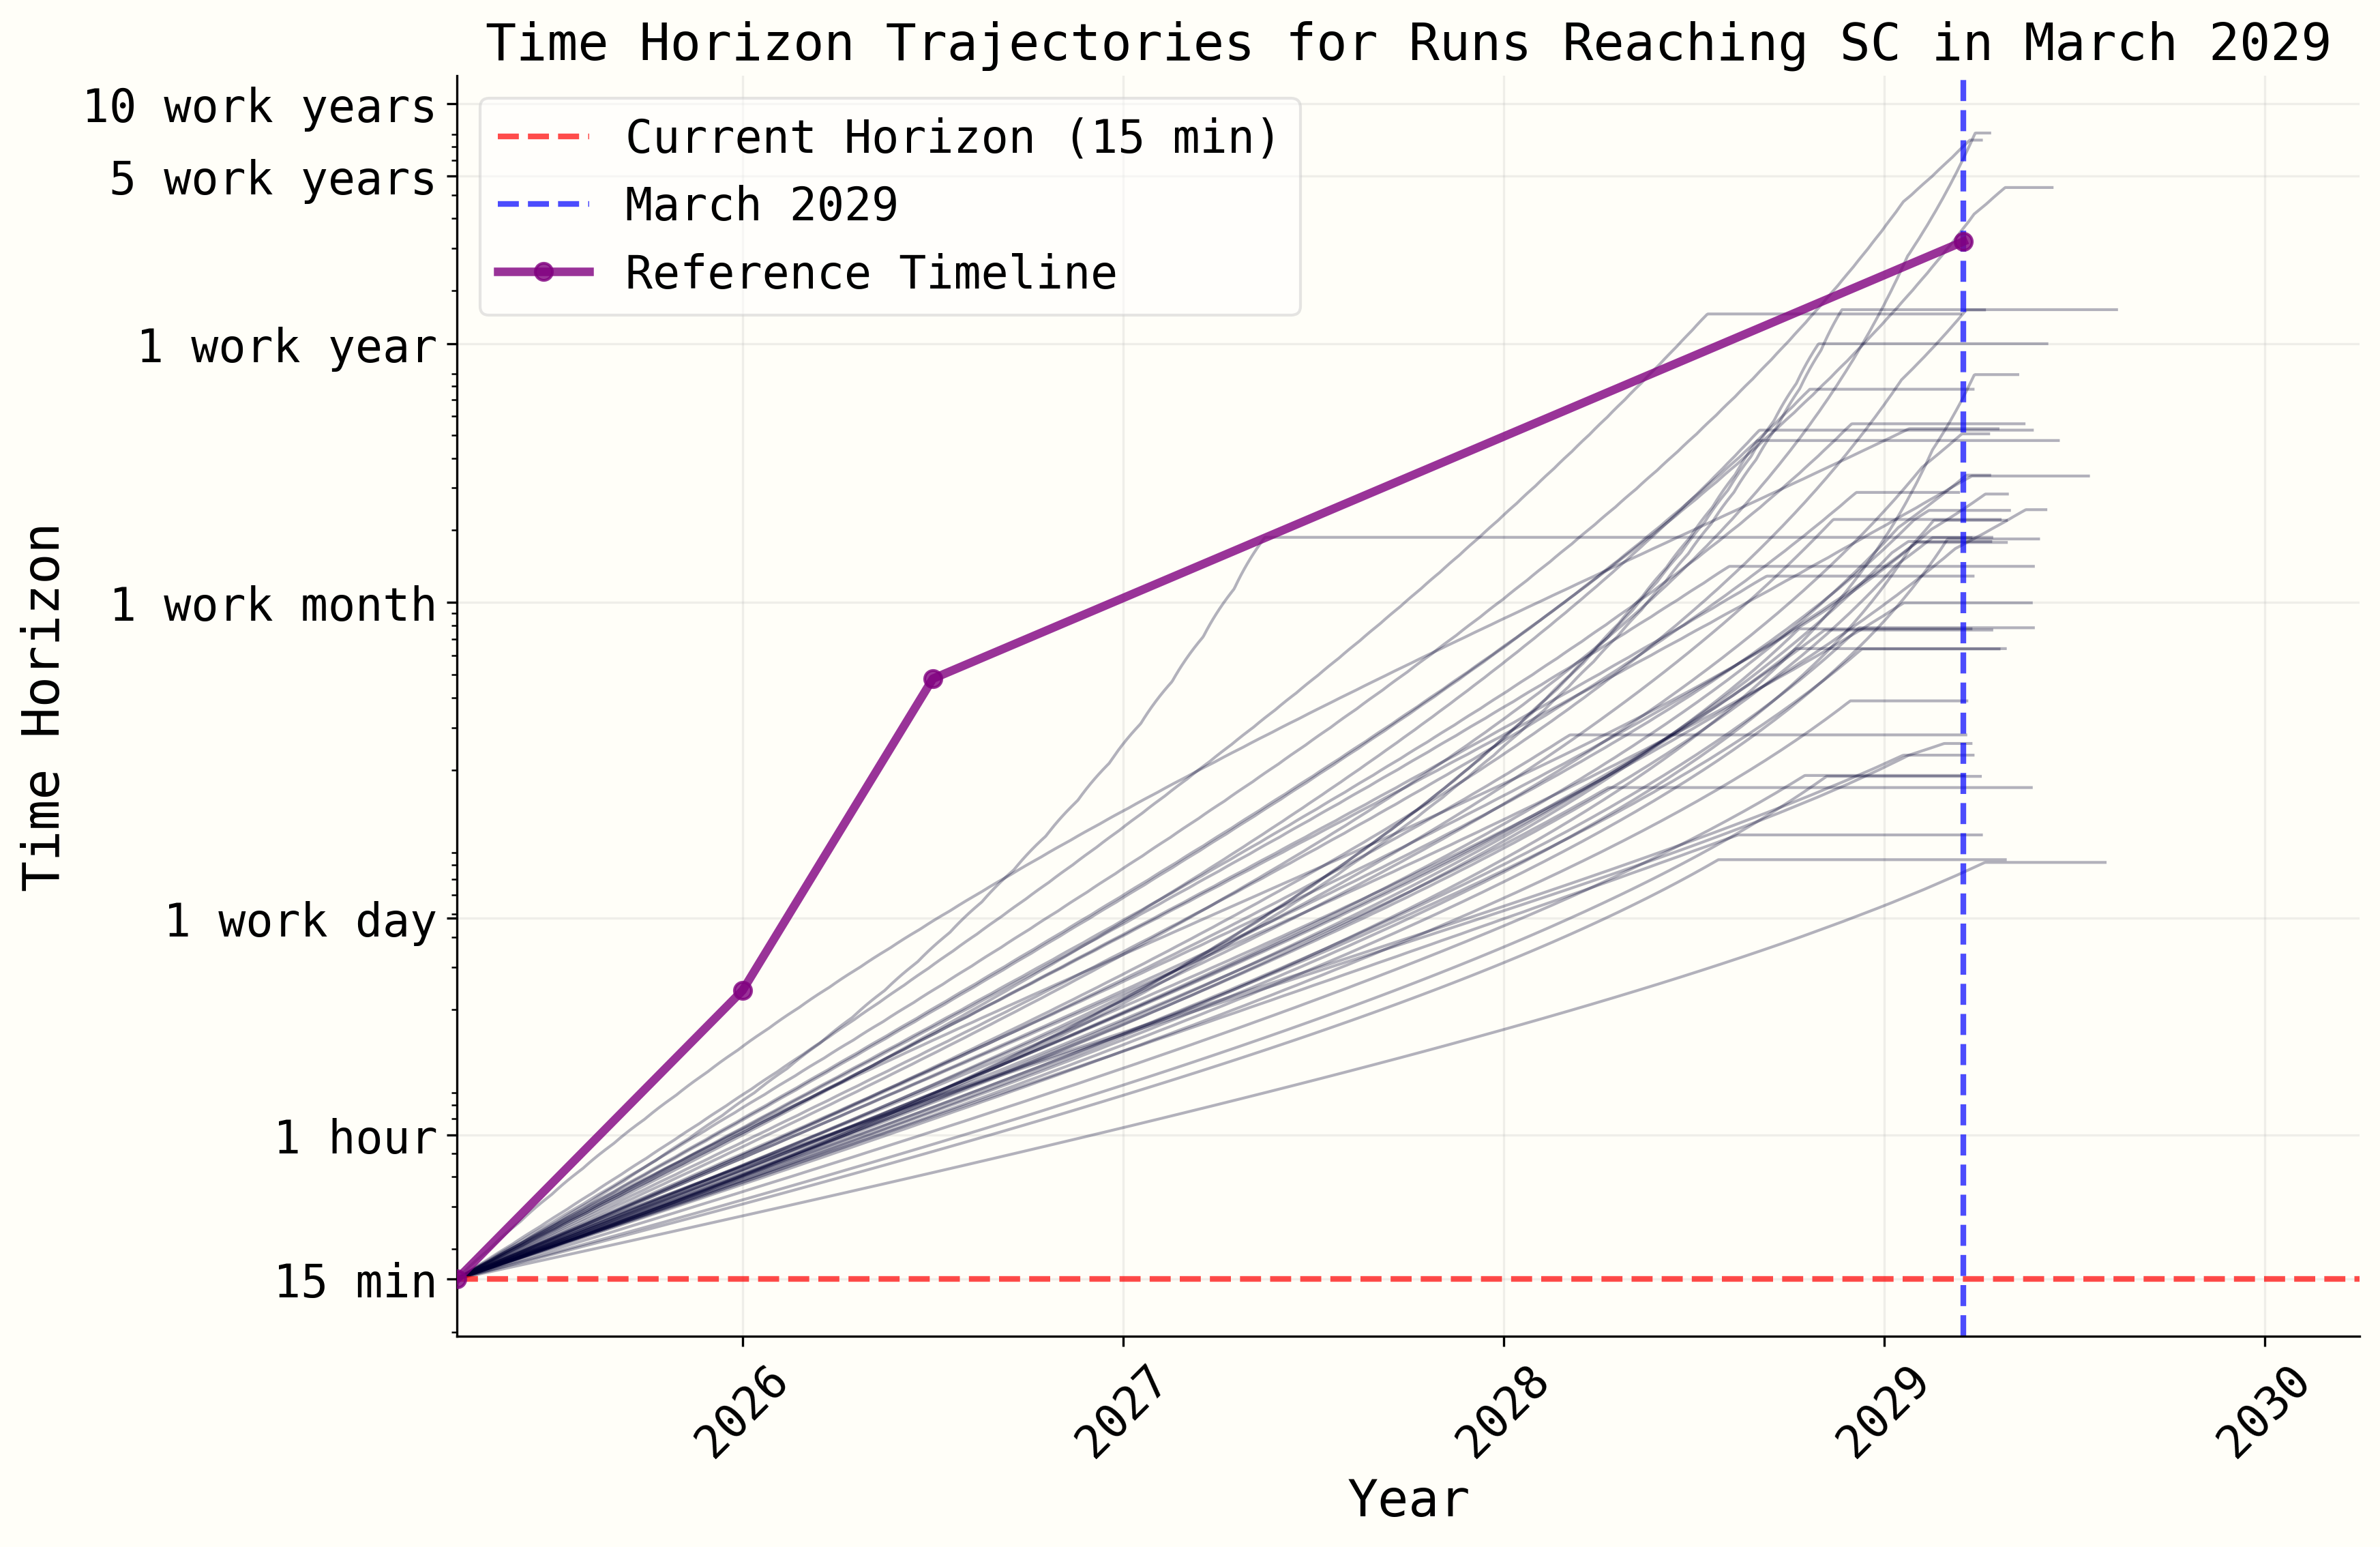 Time Horizon Trajectories for Runs Reaching SC in March 2029
10 work years
5 work years
1 work year
1 work month
1 work day
1 hour
15 min
Time Horizon
Current Horizon (15 min)
March 2029
Reference Timeline
2026
2027
2028
2029
2030
Year